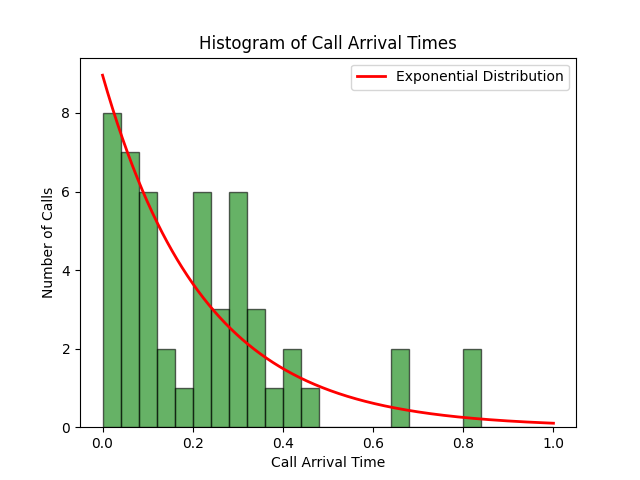 Histogram of Call Arrival Times
Exponential Distribution
Number of Calls
8
6
4
2
0
0.0 0.2 0.4 0.6 0.8 1.0
Call Arrival Time